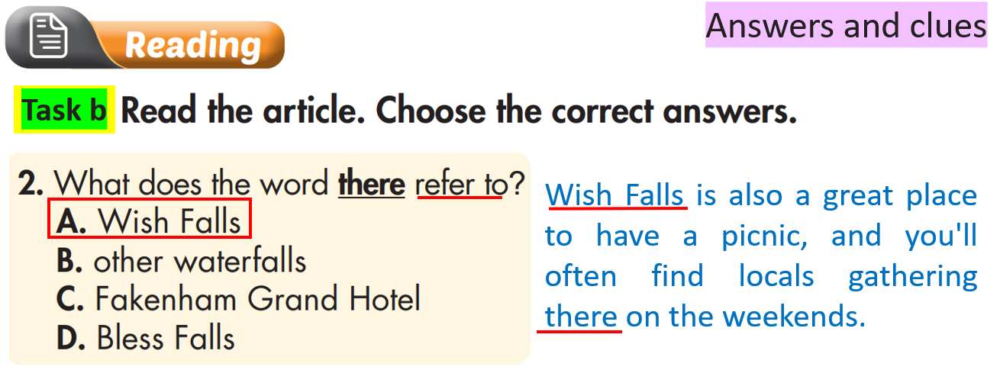 Reading
Answers and clues
Task b Read the article. Choose the correct answers.
2. What does the word there refer to?
A. Wish Falls
B. other waterfalls
C. Fakenham Grand Hotel
D. Bless Falls
Wish Falls is also a great place
to have a picnic, and you'll
often find locals gathering
there on the weekends.